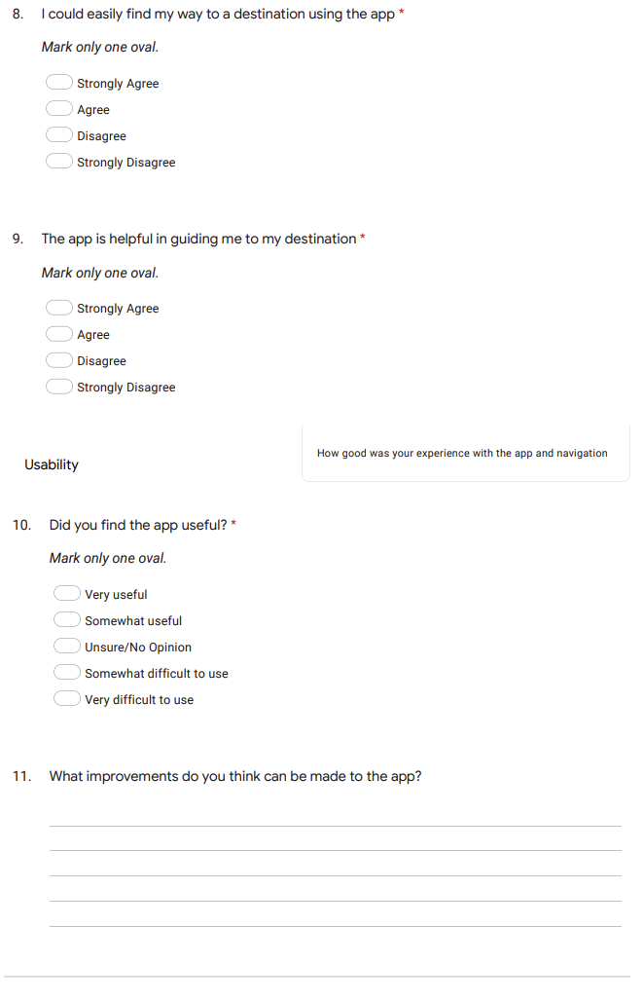 8. I could easily find my way to a destination using the app *
Mark only one oval.
Strongly Agree
Agree
Disagree
Strongly Disagree
9. The app is helpful in guiding me to my destination *
Mark only one oval.
Strongly Agree
Agree
Disagree
Strongly Disagree
Usability
How good was your experience with the app and navigation
10. Did you find the app useful? *
Mark only one oval.
Very useful
Somewhat useful
Unsure/No Opinion
Somewhat difficult to use
Very difficult to use
11. What improvements do you think can be made to the app?